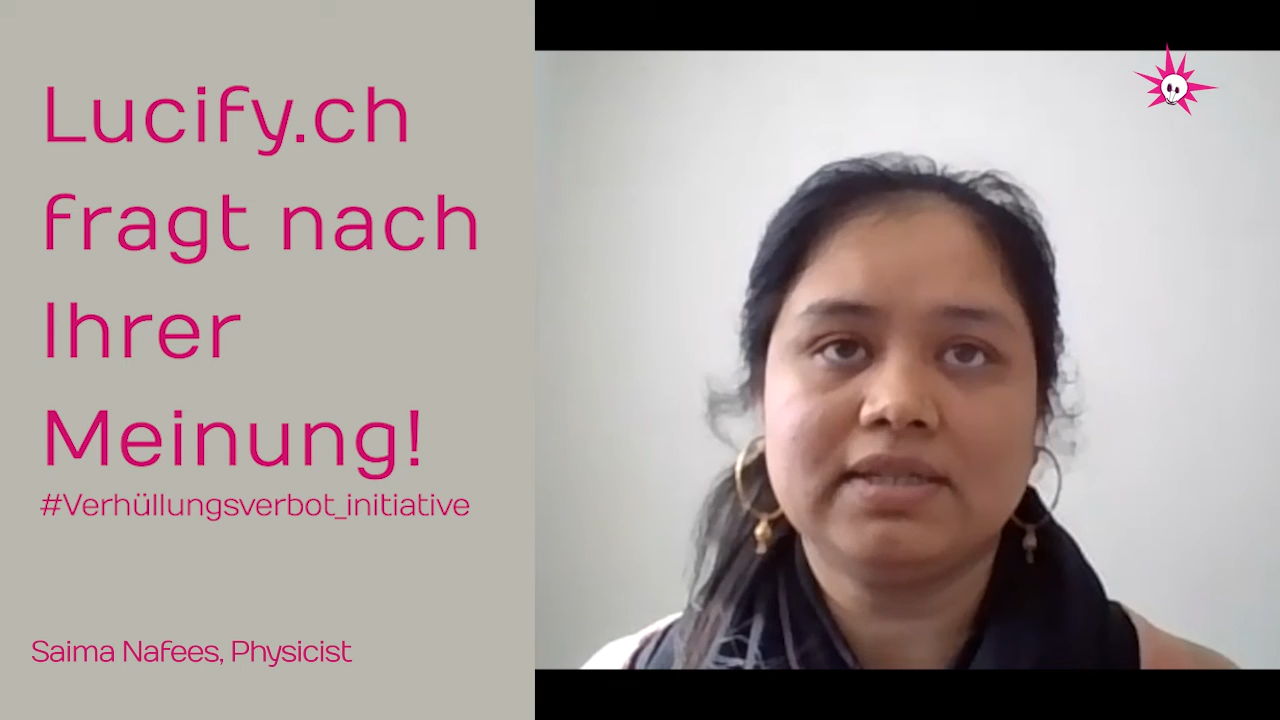 Lucify.ch
fragt nach
Ihrer
Meinung!
#Verhüllungsverbot_initiative
Saima Nafees, Physicist